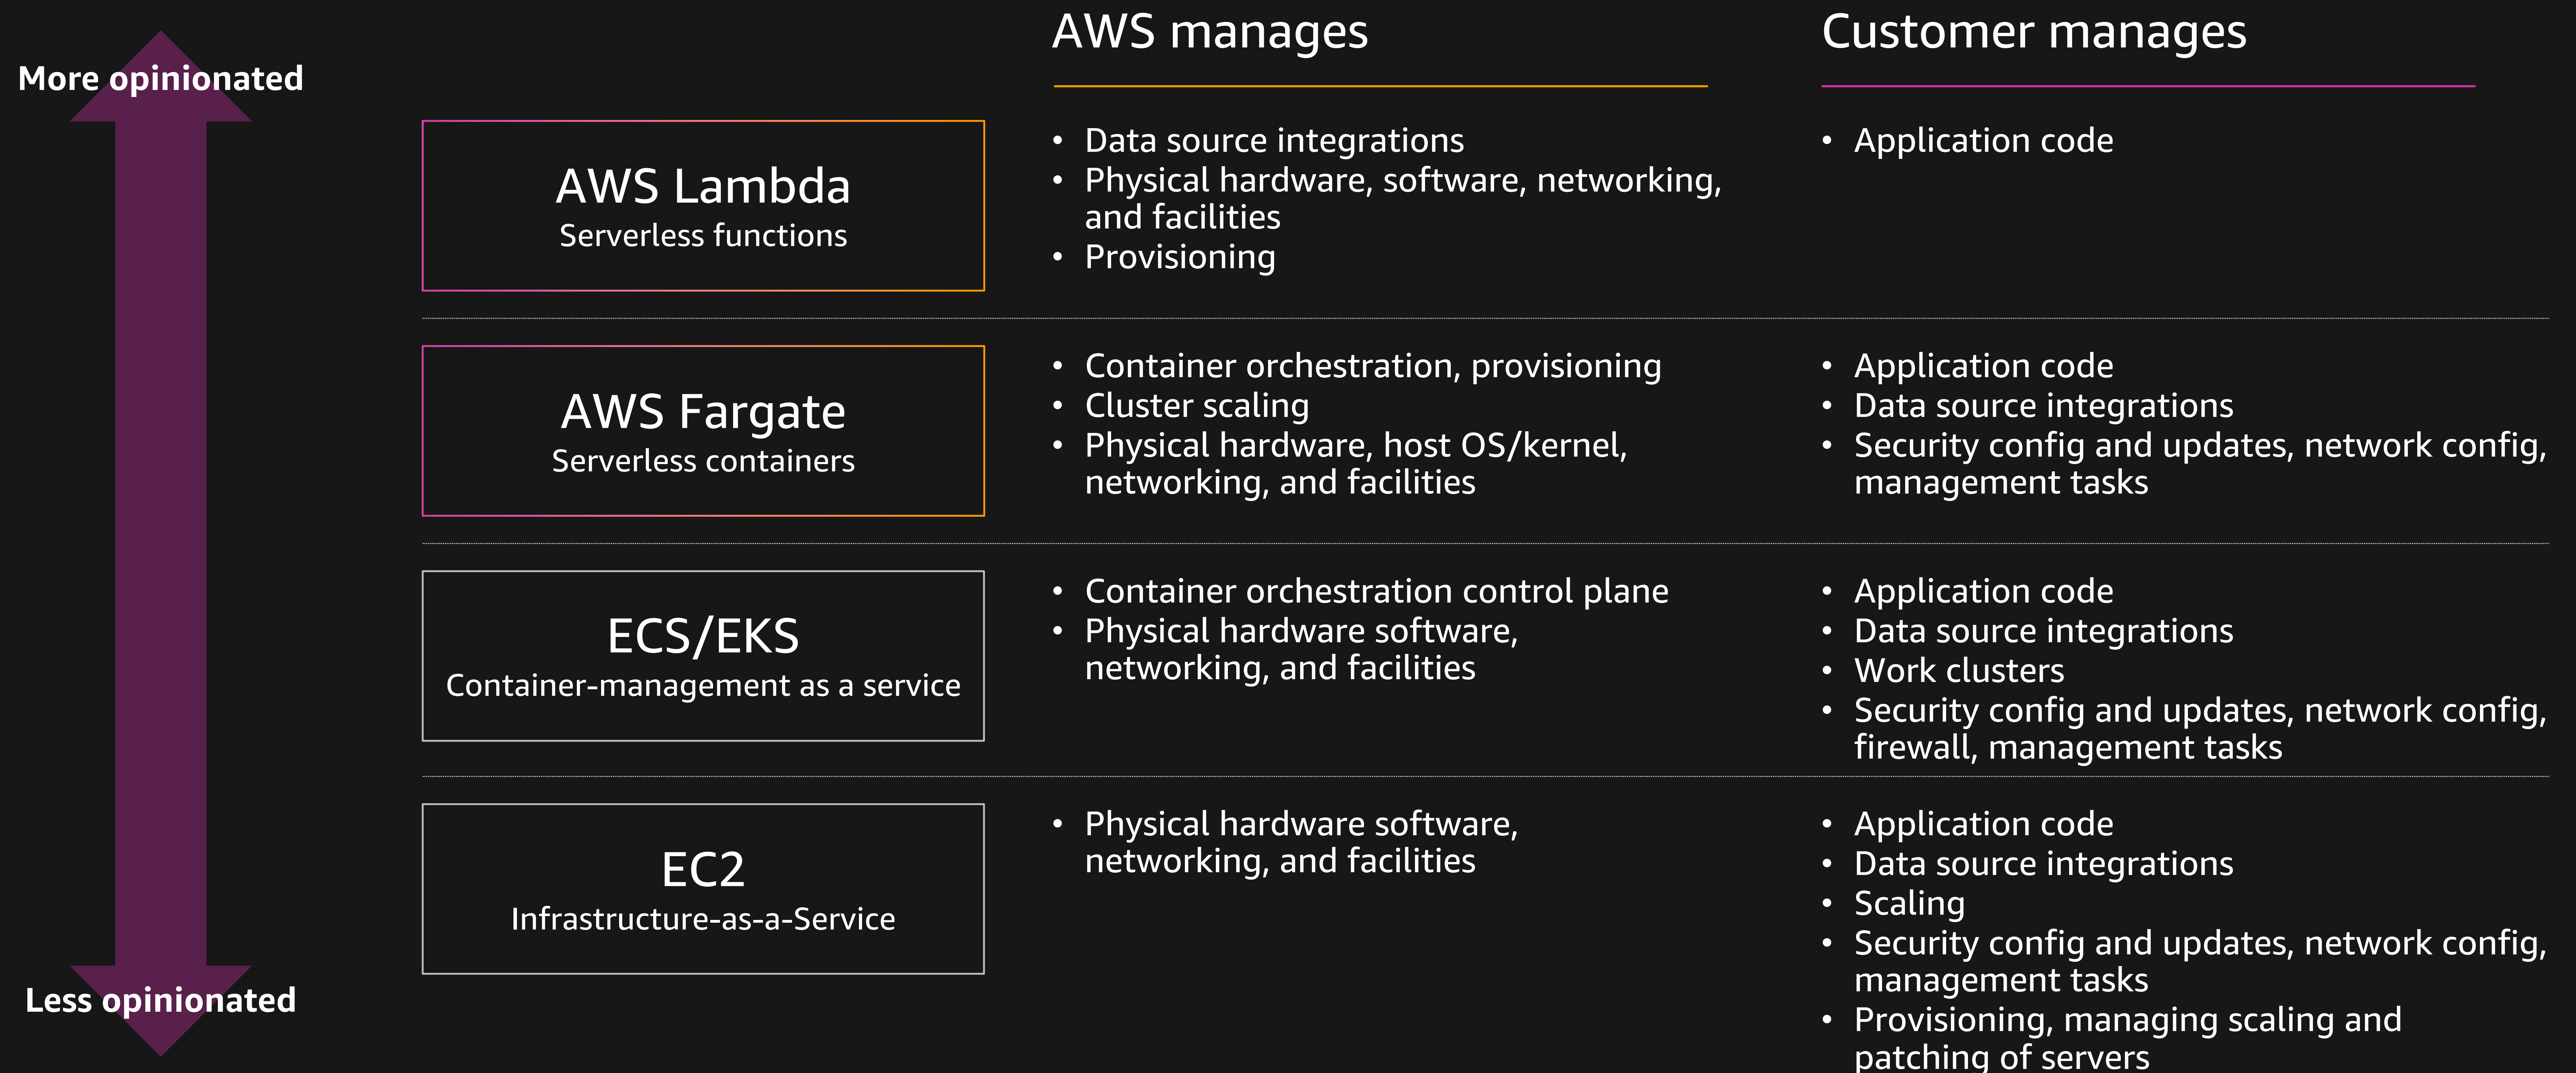 AWS manages
Customer manages
More opinionated
AWS Lambda
Serverless functions
• Data source integrations
• Physical hardware, software, networking,
and facilities
• Provisioning
• Application code
AWS Fargate
Serverless containers
• Container orchestration, provisioning
• Cluster scaling
• Physical hardware, host OS/kernel,
networking, and facilities
• Application code
• Data source integrations
• Security config and updates, network config,
management tasks
ECS/EKS
Container-management as a service
• Container orchestration control plane
• Physical hardware software,
networking, and facilities
• Application code
• Data source integrations
• Work clusters
• Security config and updates, network config,
firewall, management tasks
EC2
Infrastructure-as-a-Service
• Physical hardware software,
networking, and facilities
• Application code
• Data source integrations
• Scaling
• Security config and updates, network config,
management tasks
• Provisioning, managing scaling and
patching of servers
Less opinionated